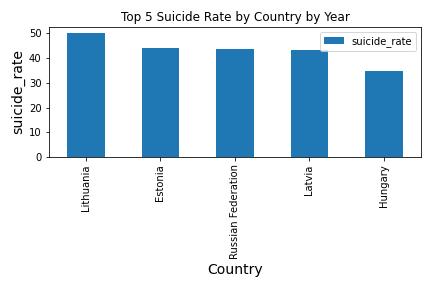 Top 5 Suicide Rate by Country by Year
suicide_rate
suicide_rate
50
40
30
20
10
0
Lithuania
Estonia
Russian Federation
Latvia
Hungary
Country